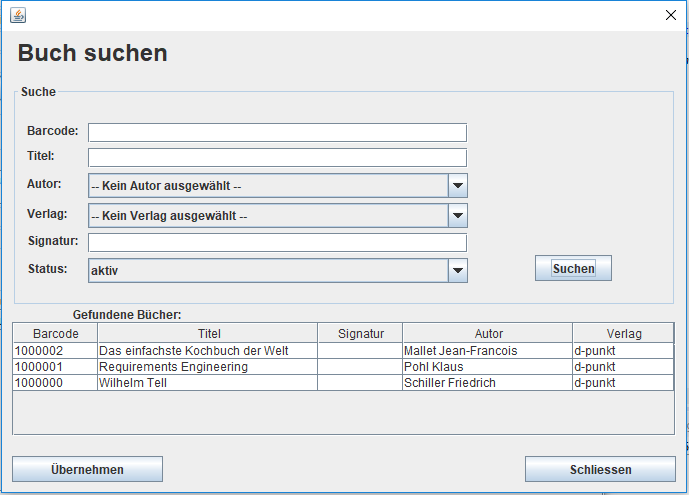 Buch suchen
Suche
Barcode:
Titel:
Autor: -- Kein Autor ausgewählt --
Verlag: -- Kein Verlag ausgewählt --
Signatur:
Status: aktiv
Suchen
Gefundene Bücher:
Barcode Titel Signatur Autor Verlag
1000002 Das einfachste Kochbuch der Welt Mallet Jean-Francois d-punkt
1000001 Requirements Engineering Pohl Klaus d-punkt
1000000 Wilhelm Tell Schiller Friedrich d-punkt
Übernehmen Schliessen